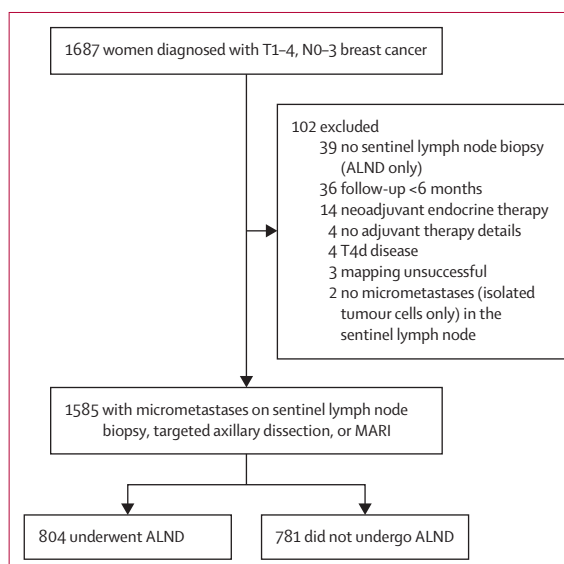 1687 women diagnosed with T1–4, N0–3 breast cancer
102 excluded
39 no sentinel lymph node biopsy
(ALND only)
36 follow-up <6 months
14 neoadjuvant endocrine therapy
4 no adjuvant therapy details
4 T4d disease
3 mapping unsuccessful
2 no micrometastases (isolated
tumour cells only) in the
sentinel lymph node
1585 with micrometastases on sentinel lymph node
biopsy, targeted axillary dissection, or MARI
804 underwent ALND
781 did not undergo ALND